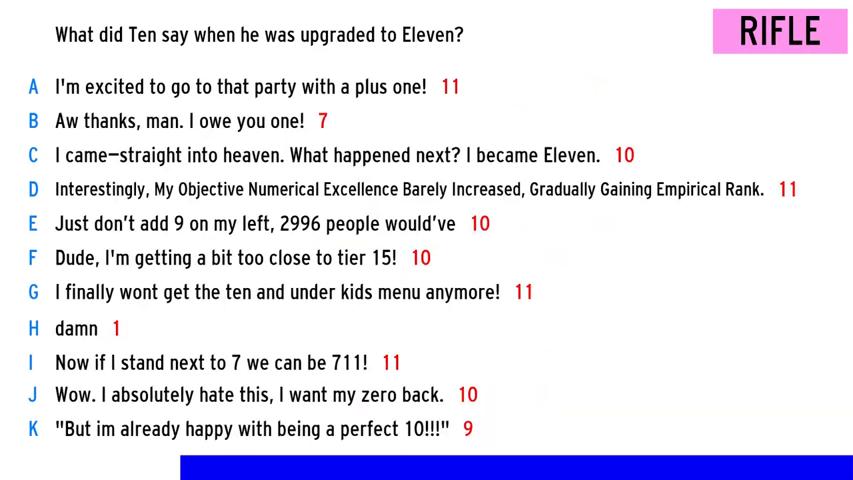 What did Ten say when he was upgraded to Eleven?
RIFLE
A I'm excited to go to that party with a plus one! 11
B Aw thanks, man. I owe you one! 7
C I came—straight into heaven. What happened next? I became Eleven. 10
D Interestingly, My Objective Numerical Excellence Barely Increased, Gradually Gaining Empirical Rank. 11
E Just don't add 9 on my left, 2996 people would've 10
F Dude, I'm getting a bit too close to tier 15! 10
G I finally wont get the ten and under kids menu anymore! 11
H damn 1
I Now if I stand next to 7 we can be 711! 11
J Wow. I absolutely hate this, I want my zero back. 10
K "But im already happy with being a perfect 10!!!" 9